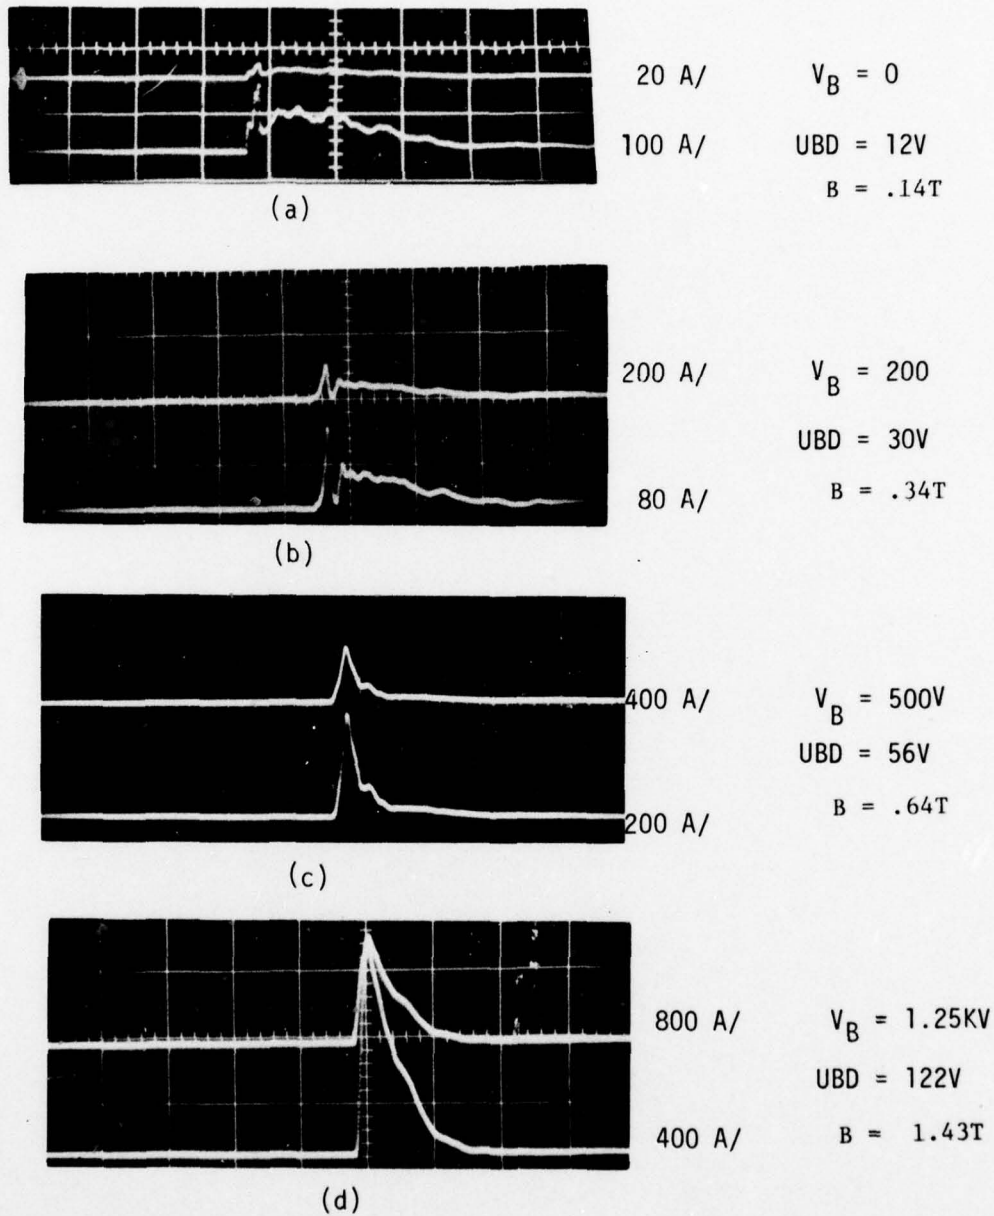 20 A/ V_B = 0
100 A/ UBD = 12V
B = .14T
(a)
200 A/ V_B = 200
UBD = 30V
80 A/ B = .34T
(b)
400 A/ V_B = 500V
UBD = 56V
B = .64T
200 A/
(c)
800 A/ V_B = 1.25KV
UBD = 122V
400 A/ B = 1.43T
(d)